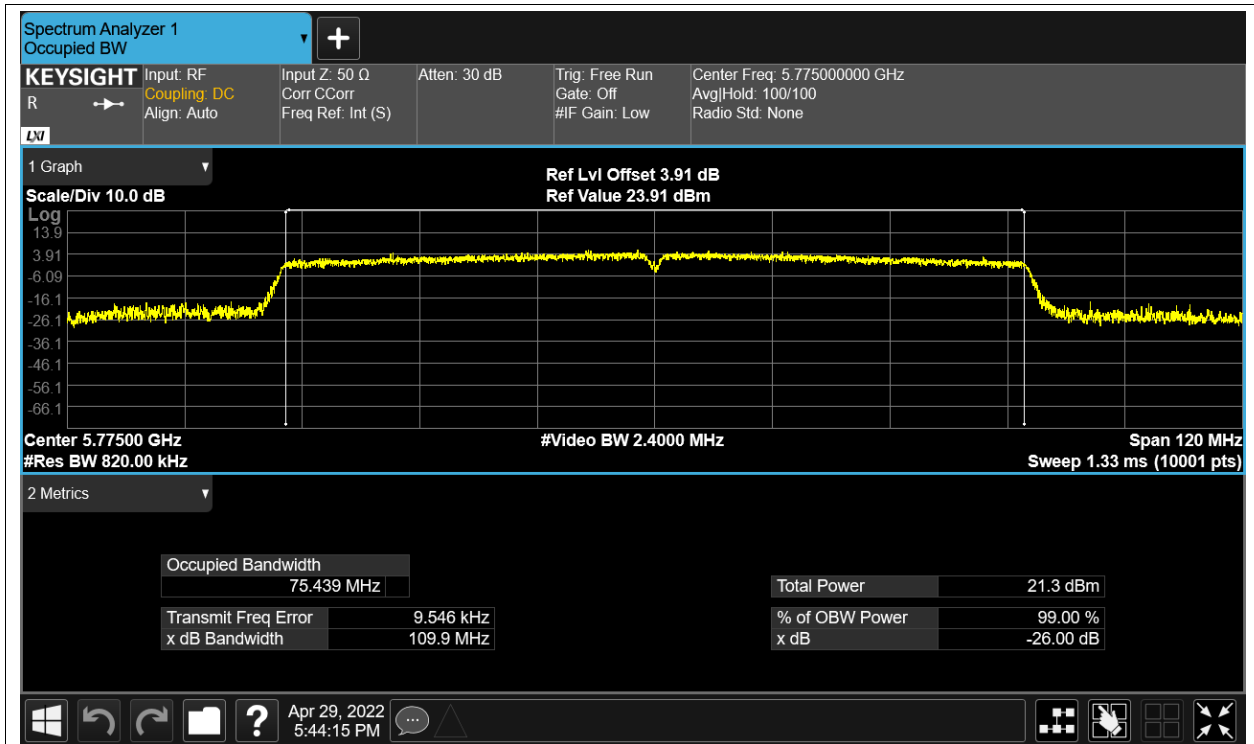 Spectrum Analyzer 1
Occupied BW
KEYSIGHT
R
LXI
Input: RF
Coupling: DC
Align: Auto
Input Z: 50 Ω
Corr CCorr
Freq Ref: Int (S)
Atten: 30 dB
Trig: Free Run
Gate: Off
#IF Gain: Low
Center Freq: 5.775000000 GHz
Avg|Hold: 100/100
Radio Std: None
1 Graph
Scale/Div 10.0 dB
Ref Lvl Offset 3.91 dB
Ref Value 23.91 dBm
Log
13.9
3.91
-6.09
-16.1
-26.1
-36.1
-46.1
-56.1
-66.1
Center 5.77500 GHz
#Video BW 2.4000 MHz
Span 120 MHz
#Res BW 820.00 kHz
Sweep 1.33 ms (10001 pts)
2 Metrics
Occupied Bandwidth
75.439 MHz
Total Power 21.3 dBm
Transmit Freq Error 9.546 kHz
% of OBW Power 99.00 %
x dB Bandwidth 109.9 MHz
x dB -26.00 dB
?
Apr 29, 2022
5:44:15 PM